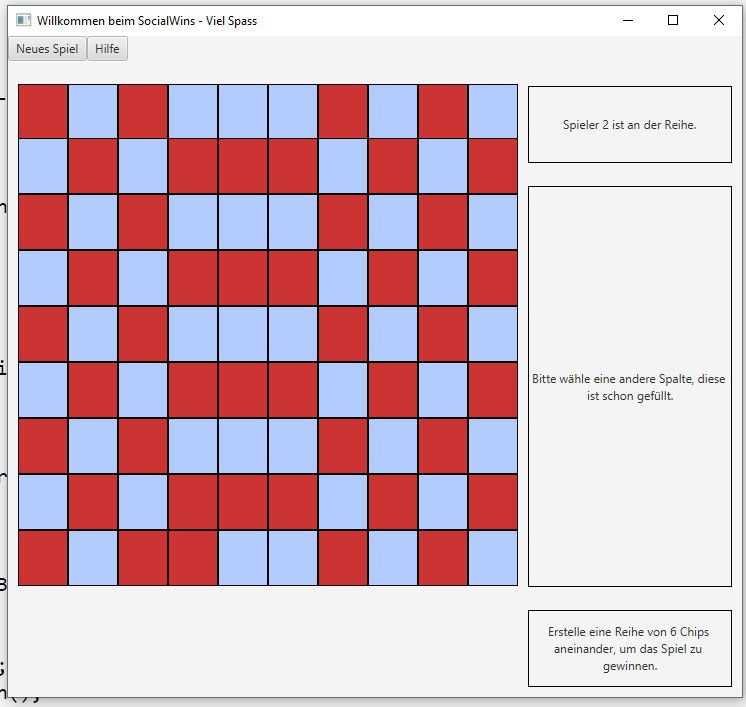 Willkommen beim SocialWins - Viel Spass
Neues Spiel Hilfe
Spieler 2 ist an der Reihe.
Bitte wähle eine andere Spalte, diese
ist schon gefüllt.
Erstelle eine Reihe von 6 Chips
aneinander, um das Spiel zu
gewinnen.